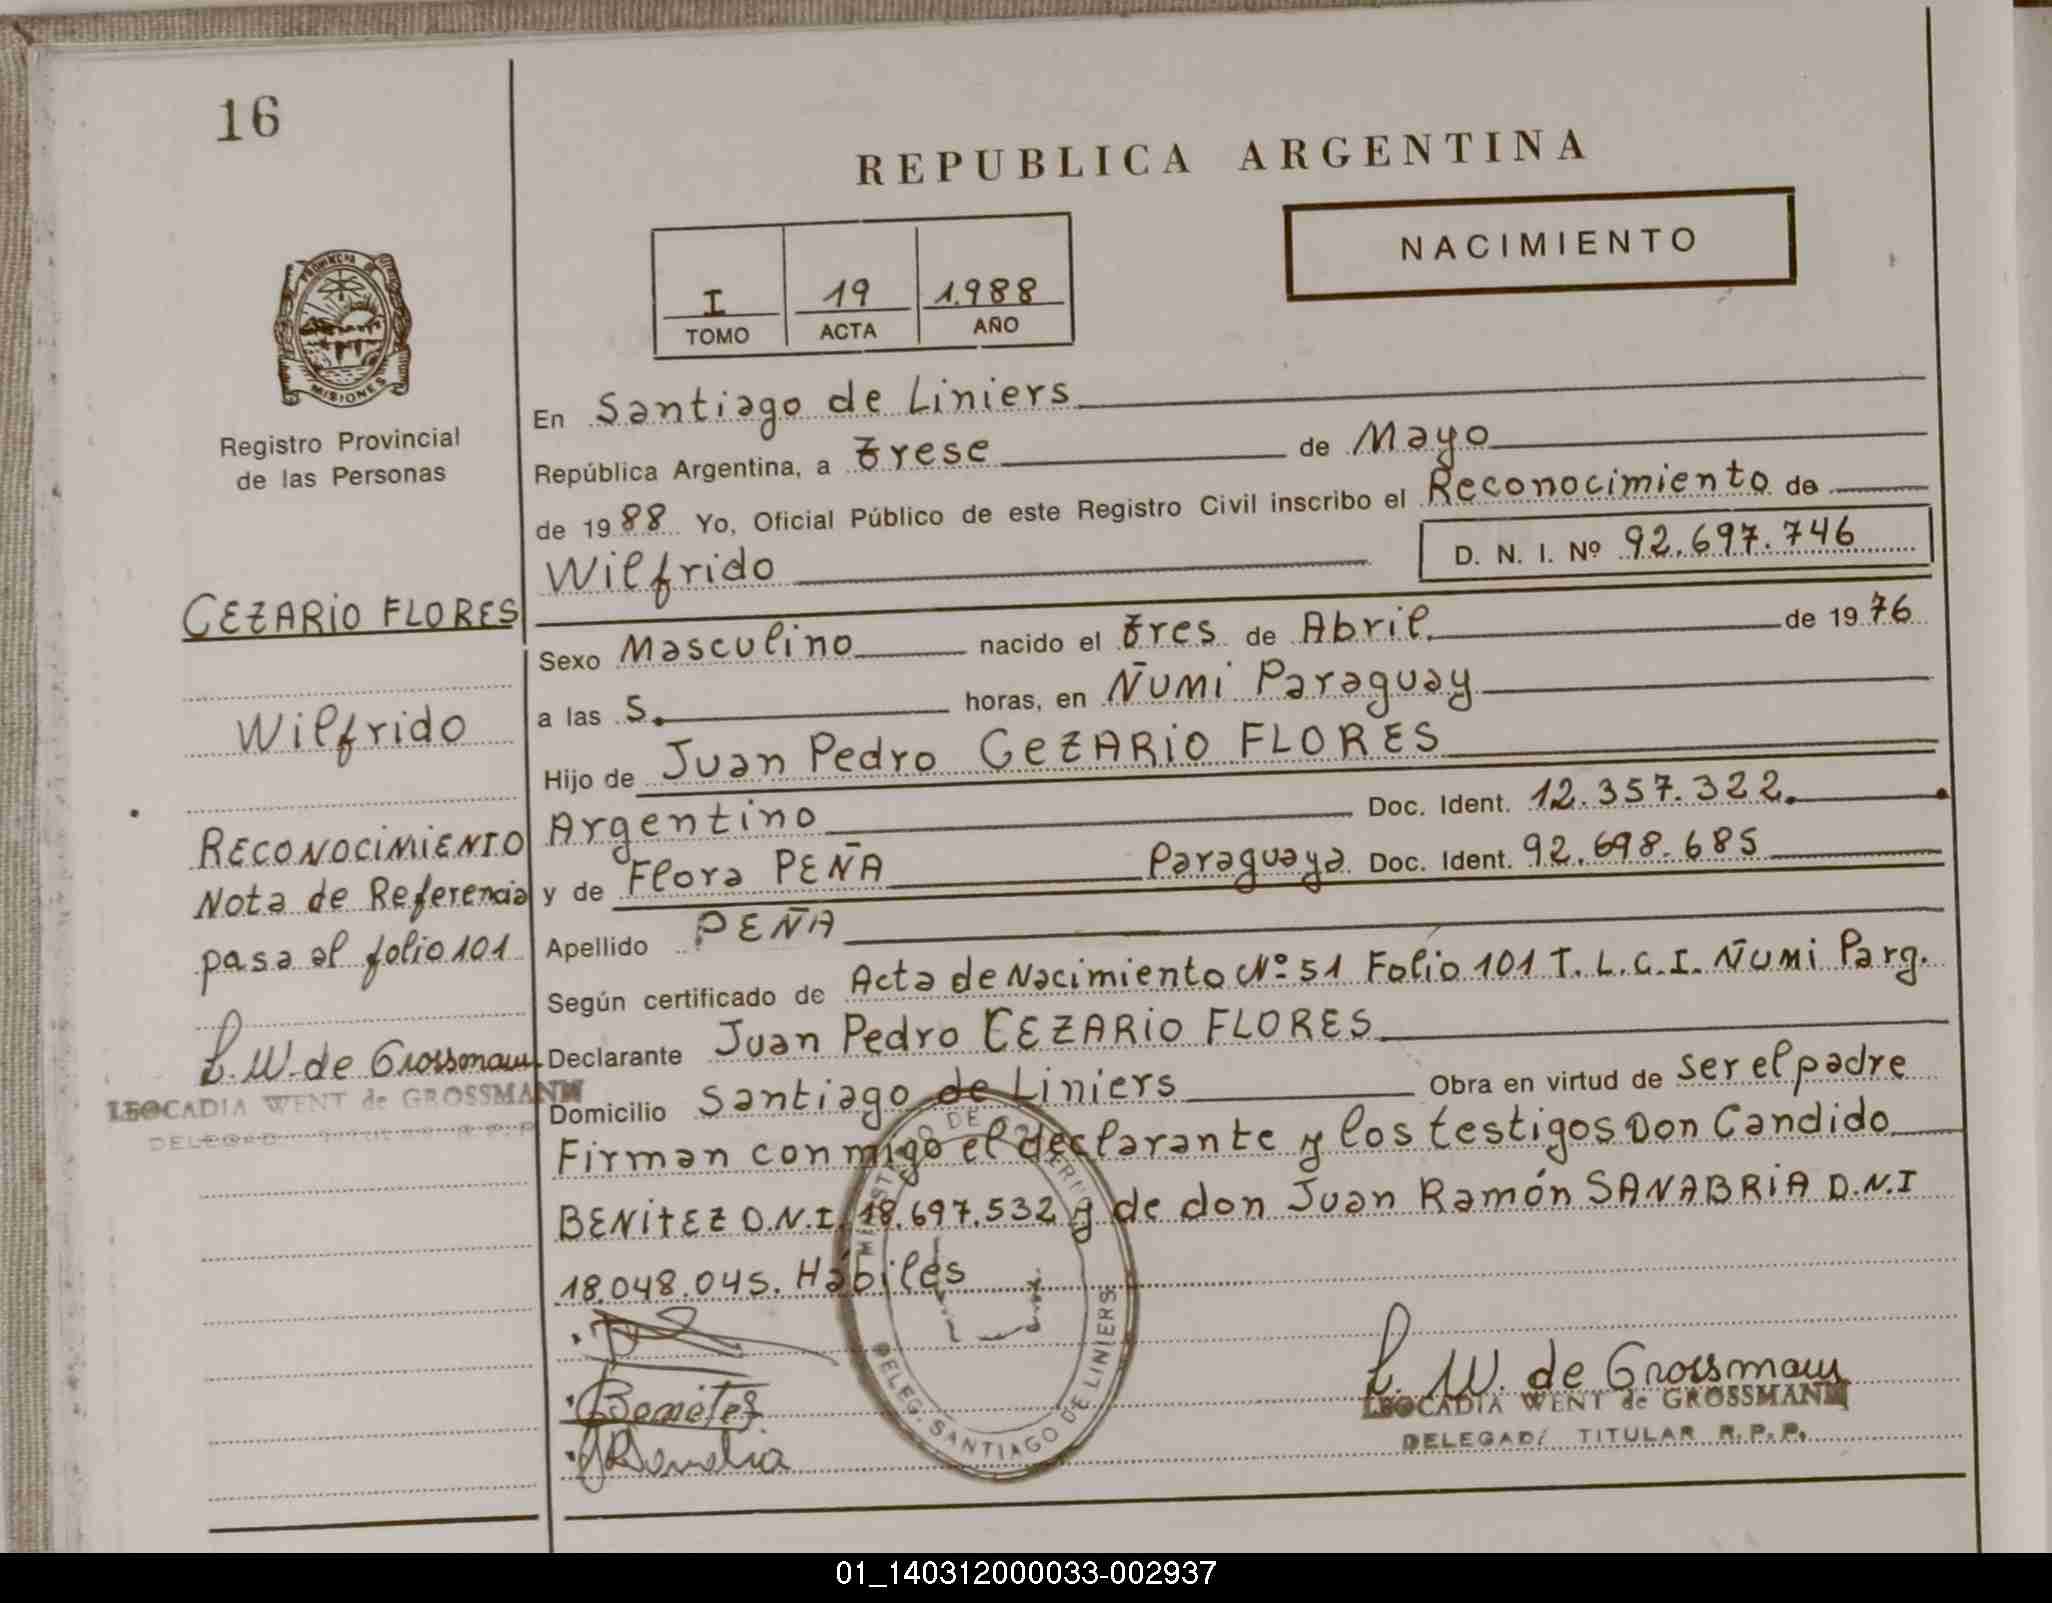 16
REPUBLICA ARGENTINA
NACIMIENTO
I 19 1.988
TOMO ACTA AÑO
PROVINCIA DE
MISIONES
Registro Provincial
de las Personas
CEZARIO FLORES
Wilfrido
RECONOCIMIENTO
Nota de Referencia
pasa al folio 101
L. W. de Grossmann
LEOCADIA WENT de GROSSMANN
En Santiago de Liniers
República Argentina, a trese de Mayo
de 1988 Yo, Oficial Público de este Registro Civil inscribo el Reconocimiento de
Wilfrido D. N. I. Nº 92.697.746
Sexo Masculino nacido el tres de Abril. de 1976
a las 5. horas, en Ñumi Paraguay
Hijo de Juan Pedro CEZARIO FLORES
Argentino Doc. Ident. 12.357.322.
y de Flora PEÑA Paraguaya Doc. Ident. 92.698.685
Apellido PEÑA
Según certificado de Acta de Nacimiento Nº 51 Folio 101 T. L. C. I. Ñumi Parg.
Declarante Juan Pedro CEZARIO FLORES
Domicilio Santiago de Liniers Obra en virtud de ser el padre
Firman conmigo el declarante y los testigos Don Candido
BENITEZ D.N.I. 18.697.532 y de don Juan Ramón SANABRIA D.N.I
18.048.045. Hábiles
DELEG. SANTIAGO DE LINIERS
Benites
L. W. de Grossmann
LEOCADIA WENT de GROSSMANN
DELEGADA TITULAR R.P.P.
01_140312000033-002937